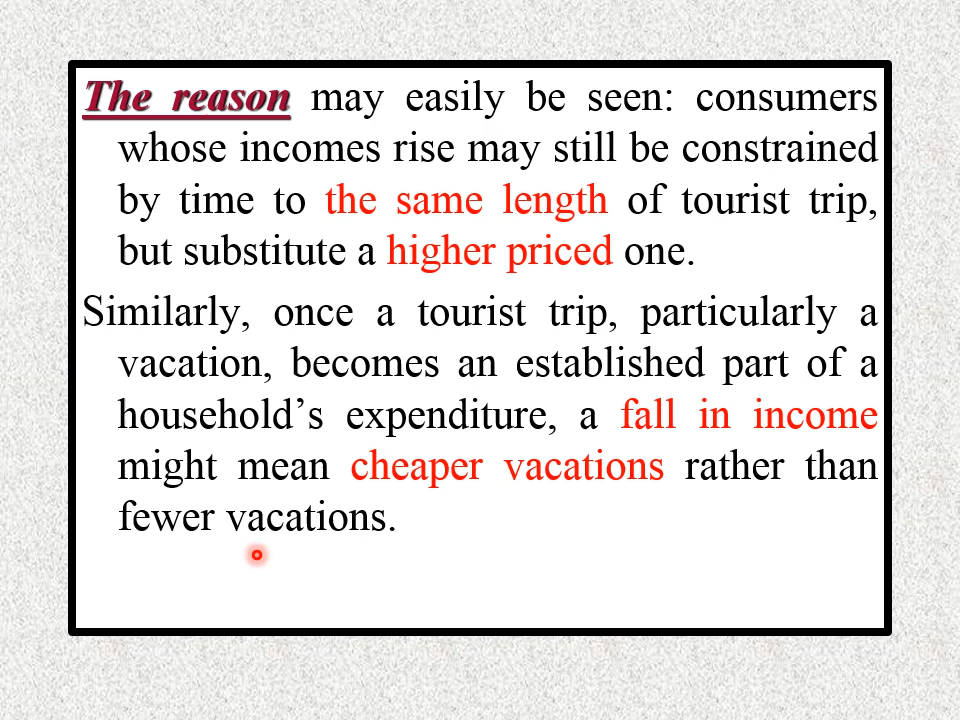 The reason may easily be seen: consumers
whose incomes rise may still be constrained
by time to the same length of tourist trip,
but substitute a higher priced one.
Similarly, once a tourist trip, particularly a
vacation, becomes an established part of a
household’s expenditure, a fall in income
might mean cheaper vacations rather than
fewer vacations.